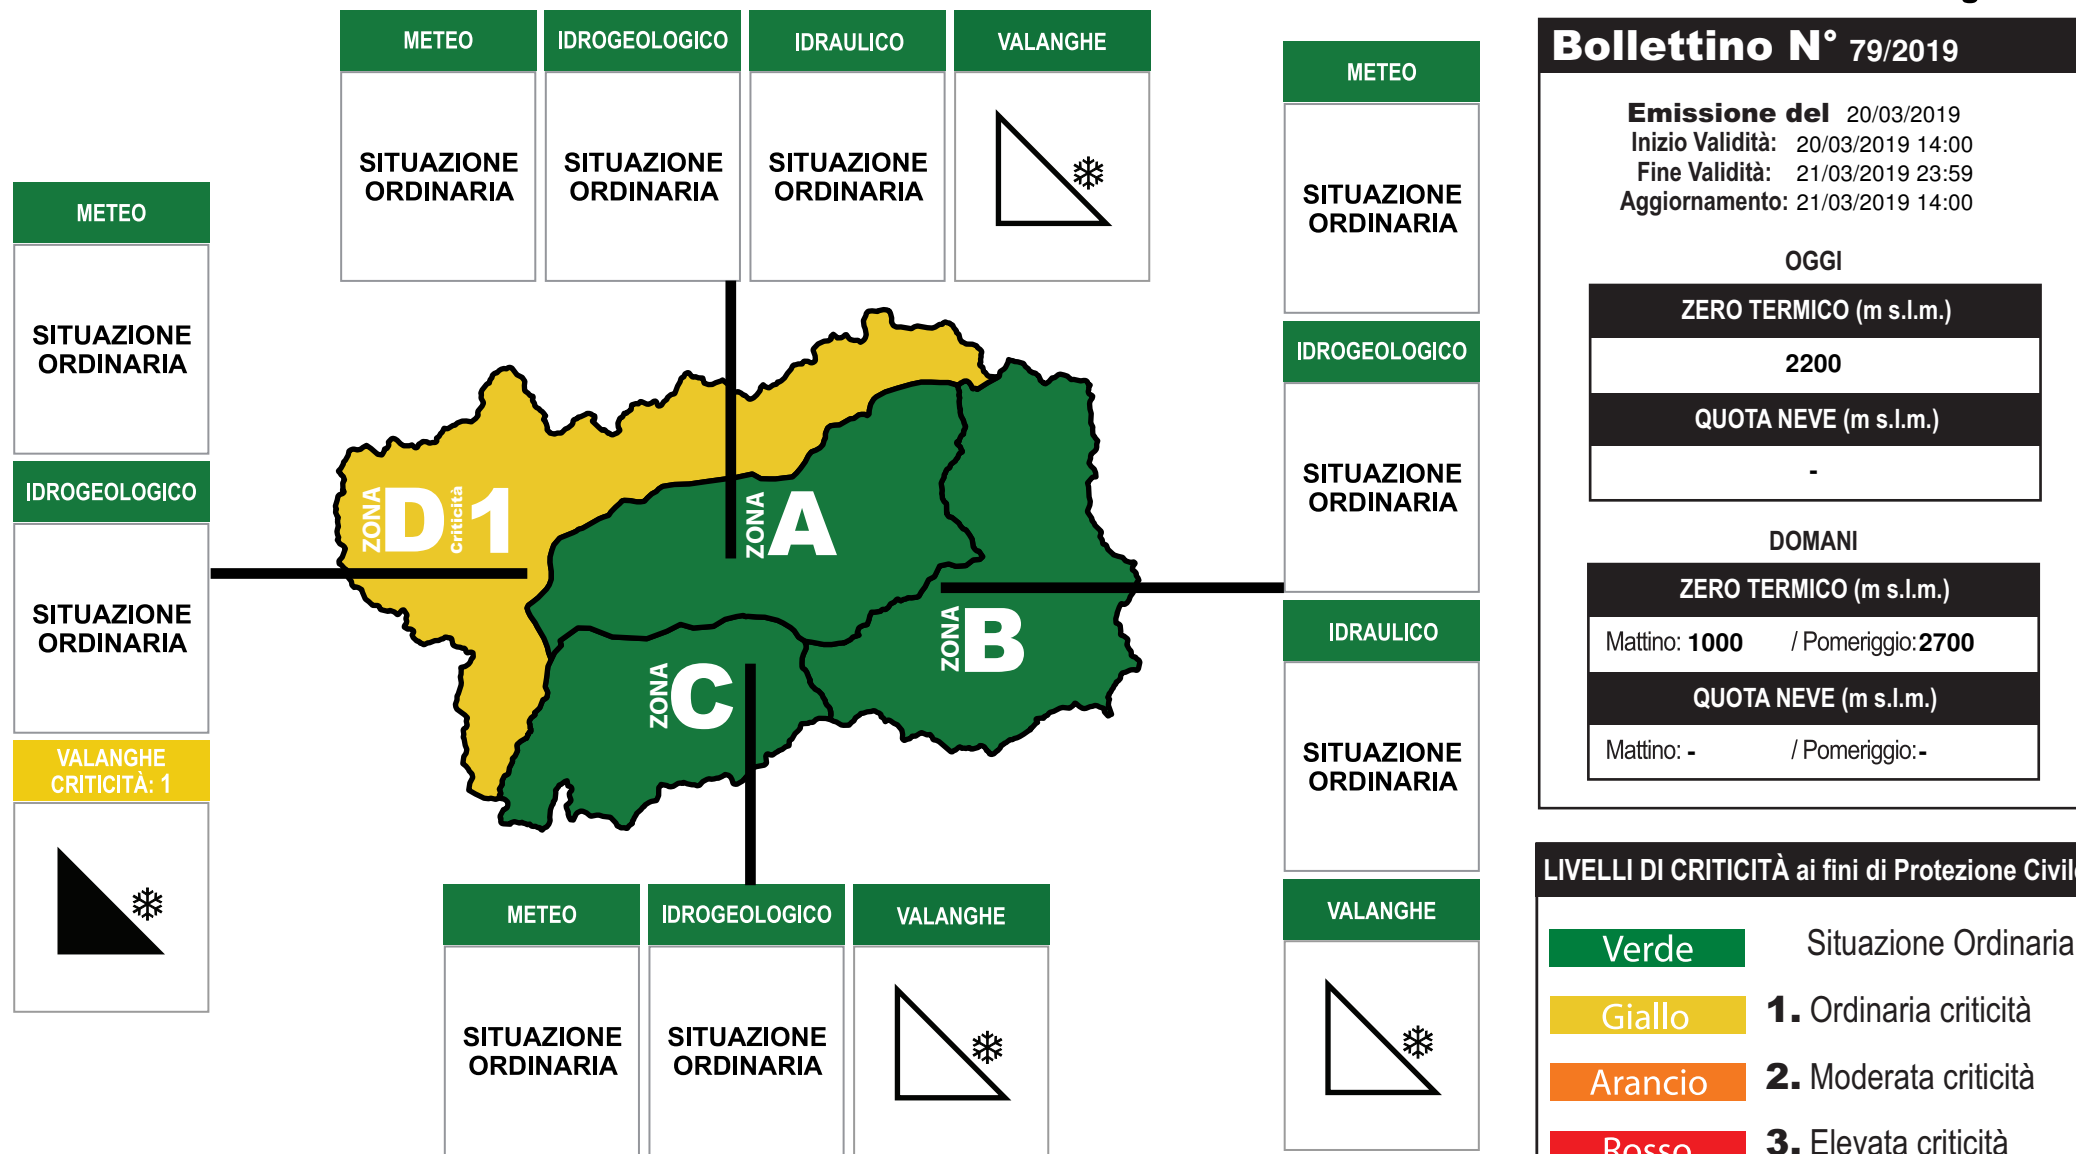 METEO
IDROGEOLOGICO
IDRAULICO
VALANGHE
SITUAZIONE
ORDINARIA
SITUAZIONE
ORDINARIA
SITUAZIONE
ORDINARIA
METEO
SITUAZIONE
ORDINARIA
IDROGEOLOGICO
SITUAZIONE
ORDINARIA
VALANGHE
CRITICITÀ: 1
ZONA D Criticità 1
ZONA A
ZONA B
ZONA C
METEO
IDROGEOLOGICO
VALANGHE
SITUAZIONE
ORDINARIA
SITUAZIONE
ORDINARIA
METEO
SITUAZIONE
ORDINARIA
IDROGEOLOGICO
SITUAZIONE
ORDINARIA
IDRAULICO
SITUAZIONE
ORDINARIA
VALANGHE
Bollettino N° 79/2019
Emissione del 20/03/2019
Inizio Validità: 20/03/2019 14:00
Fine Validità: 21/03/2019 23:59
Aggiornamento: 21/03/2019 14:00
OGGI
ZERO TERMICO (m s.l.m.)
2200
QUOTA NEVE (m s.l.m.)
-
DOMANI
ZERO TERMICO (m s.l.m.)
Mattino: 1000 / Pomeriggio: 2700
QUOTA NEVE (m s.l.m.)
Mattino: - / Pomeriggio: -
LIVELLI DI CRITICITÀ ai fini di Protezione Civile
Verde Situazione Ordinaria
Giallo 1. Ordinaria criticità
Arancio 2. Moderata criticità
Rosso 3. Elevata criticità